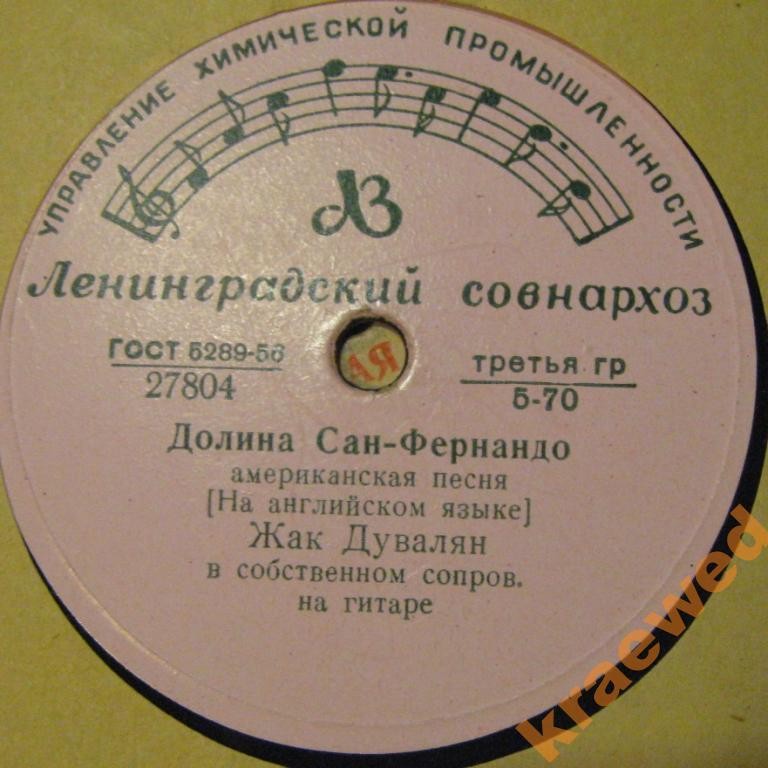 УПРАВЛЕНИЕ ХИМИЧЕСКОЙ ПРОМЫШЛЕННОСТИ
ЛЗ
Ленинградский совнархоз
ГОСТ 5289-56
27804
третья гр
5-70
АЯ
Долина Сан-Фернандо
американская песня
[На английском языке]
Жак Дувалян
в собственном сопров.
на гитаре
kraewed